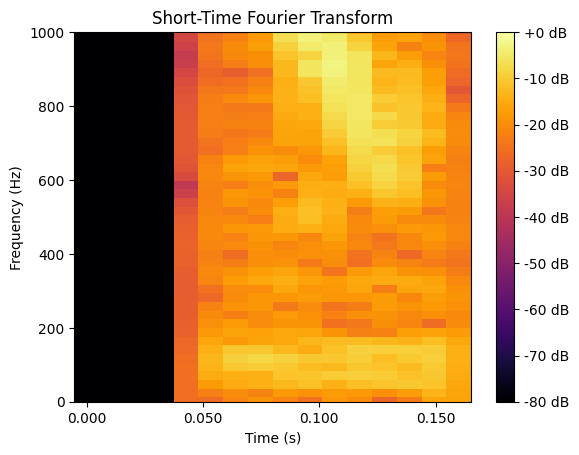 Short-Time Fourier Transform
Frequency (Hz)
1000
800
600
400
200
0
0.000
0.050
0.100
0.150
Time (s)
+0 dB
-10 dB
-20 dB
-30 dB
-40 dB
-50 dB
-60 dB
-70 dB
-80 dB